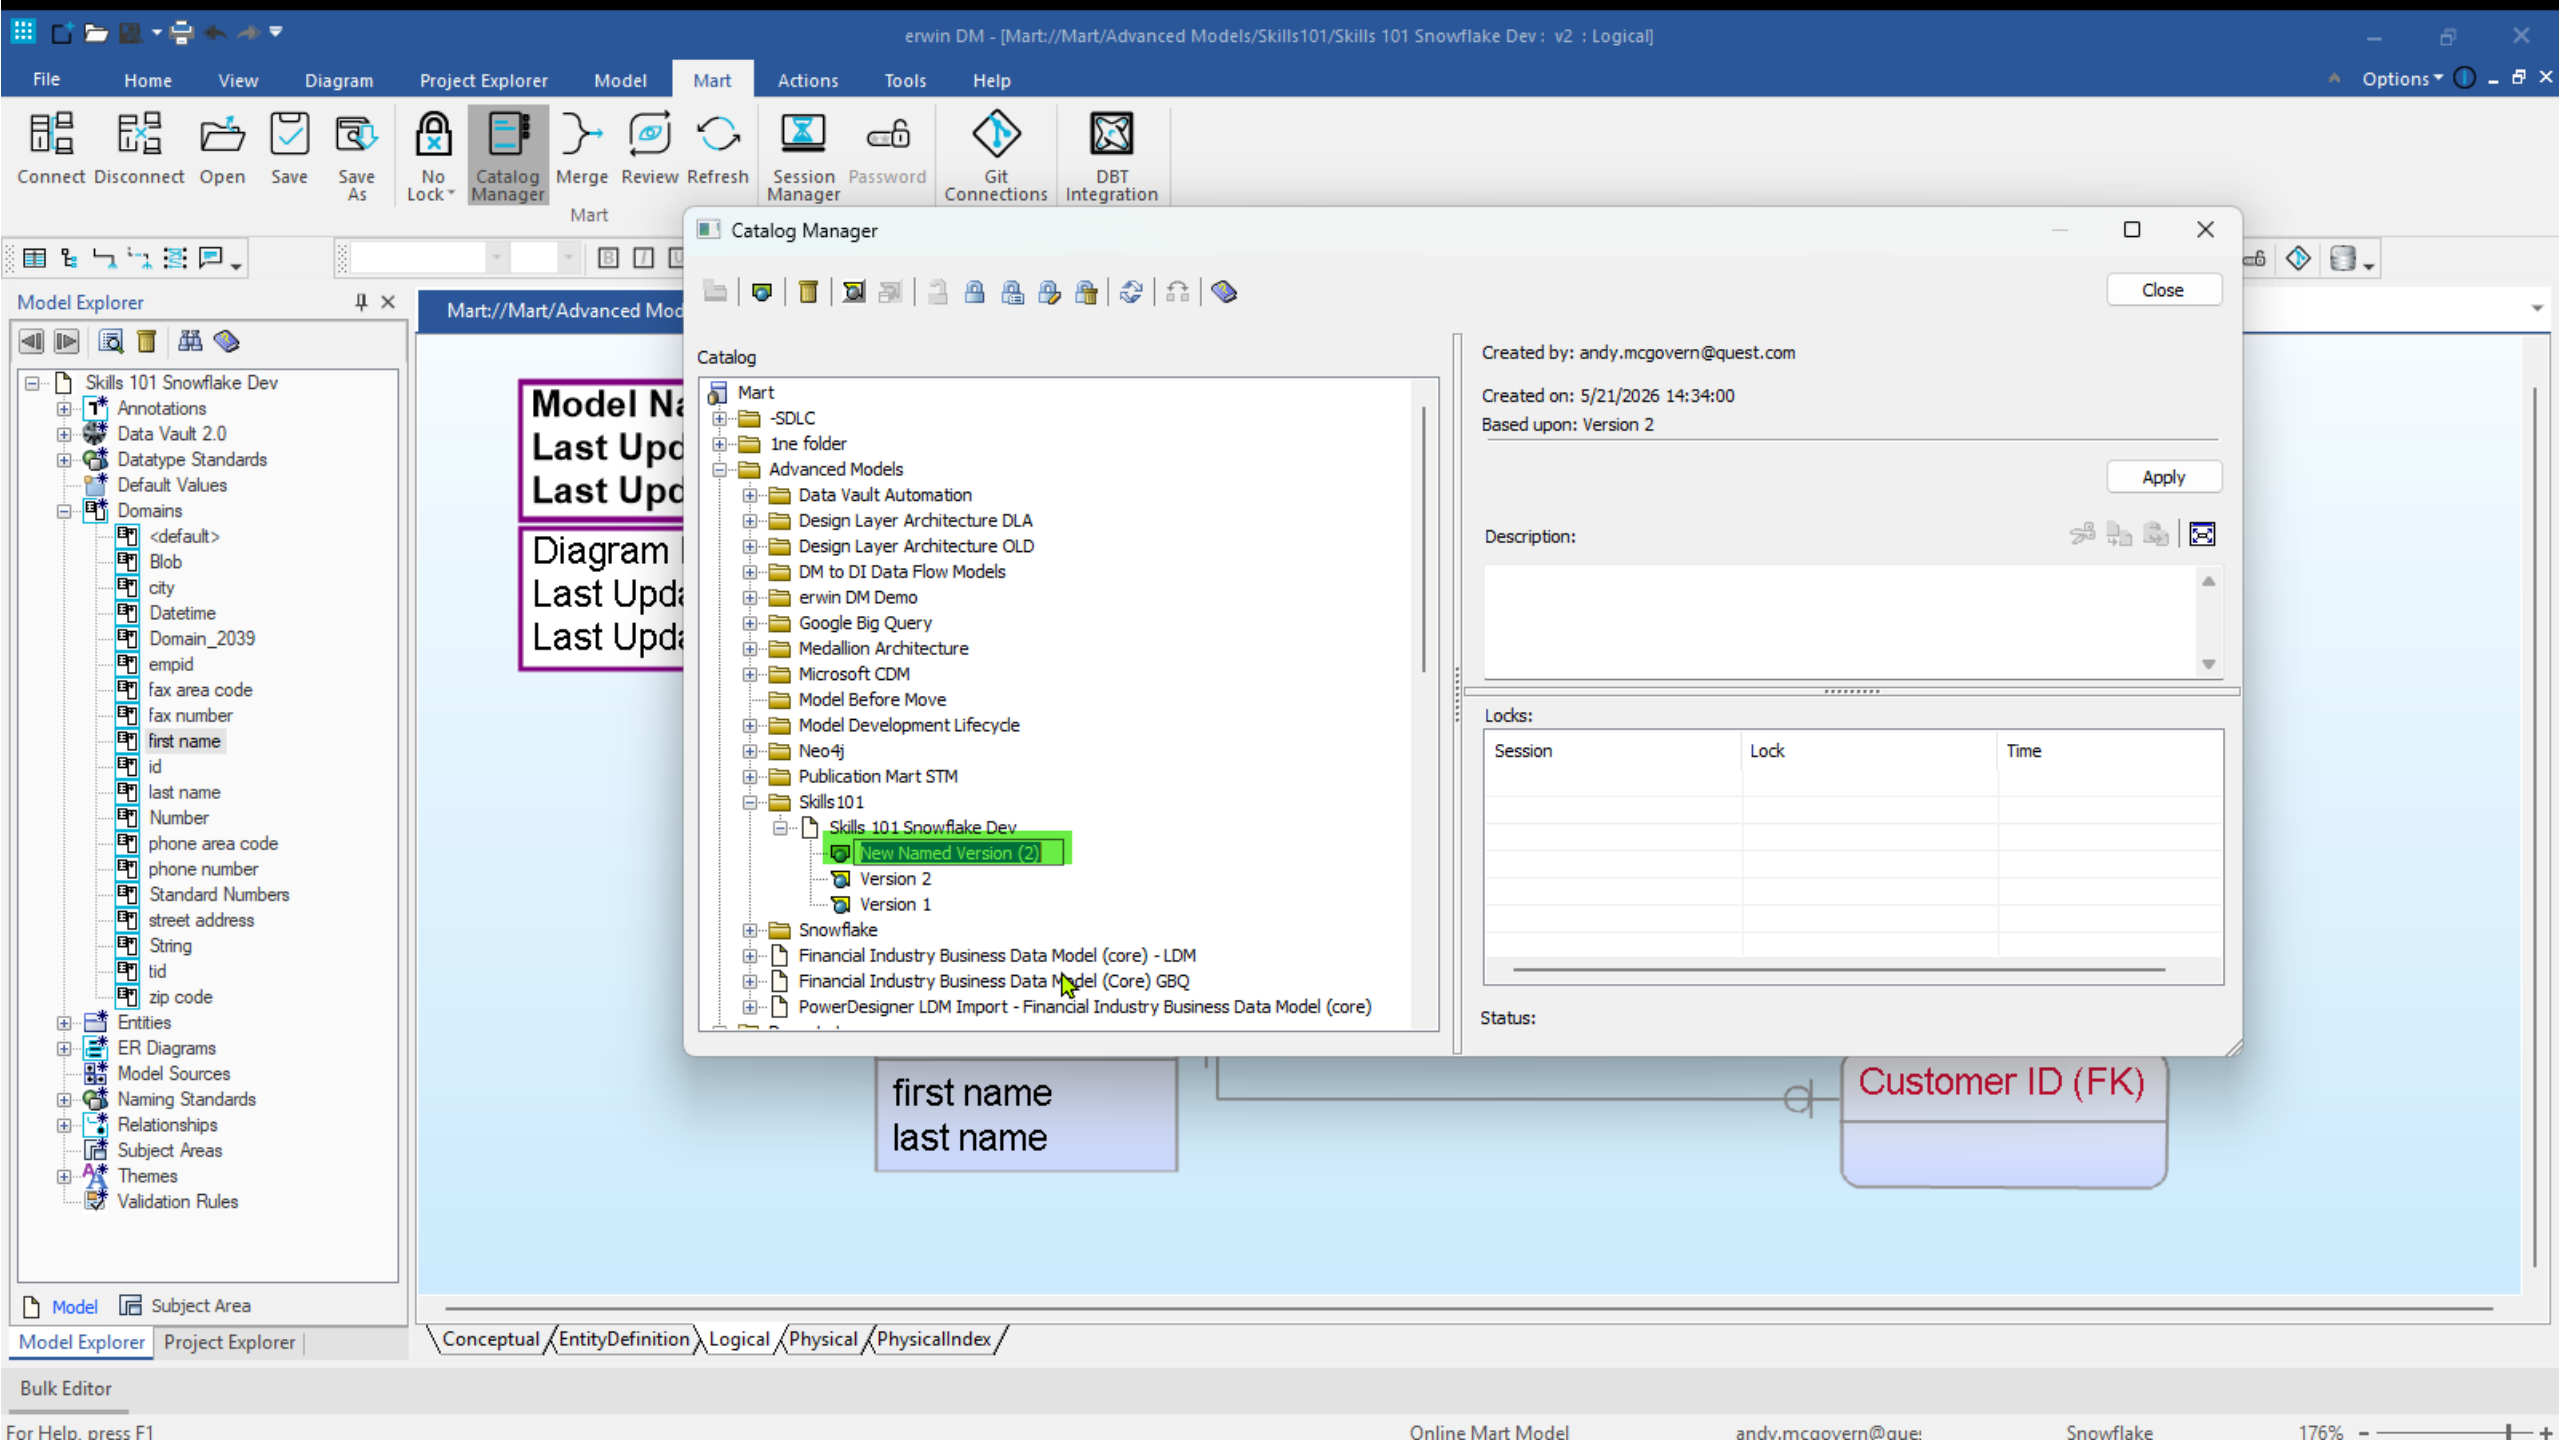 erwin DM - [Mart://Mart/Advanced Models/Skills101/Skills 101 Snowflake Dev : v2 : Logical]
File Home View Diagram Project Explorer Model Mart Actions Tools Help Options
Connect Disconnect Open Save Save As No Lock Catalog Manager Merge Review Refresh Session Manager Password Git Connections DBT Integration
Mart
Model Explorer
Skills 101 Snowflake Dev
Annotations
Data Vault 2.0
Datatype Standards
Default Values
Domains
<default>
Blob
city
Datetime
Domain_2039
empid
fax area code
fax number
first name
id
last name
Number
phone area code
phone number
Standard Numbers
street address
String
tid
zip code
Entities
ER Diagrams
Model Sources
Naming Standards
Relationships
Subject Areas
Themes
Validation Rules
Model Subject Area
Model Explorer Project Explorer
Mart://Mart/Advanced Mod
Model Na
Last Upd
Last Upd
Diagram
Last Upda
Last Upda
Catalog Manager
Close
Catalog
Mart
-SDLC
1ne folder
Advanced Models
Data Vault Automation
Design Layer Architecture DLA
Design Layer Architecture OLD
DM to DI Data Flow Models
erwin DM Demo
Google Big Query
Medallion Architecture
Microsoft CDM
Model Before Move
Model Development Lifecycle
Neo4j
Publication Mart STM
Skills101
Skills 101 Snowflake Dev
New Named Version (2)
Version 2
Version 1
Snowflake
Financial Industry Business Data Model (core) - LDM
Financial Industry Business Data Model (Core) GBQ
PowerDesigner LDM Import - Financial Industry Business Data Model (core)
Created by: andy.mcgovern@quest.com
Created on: 5/21/2026 14:34:00
Based upon: Version 2
Apply
Description:
Locks:
Session Lock Time
Status:
first name
last name
Customer ID (FK)
Conceptual EntityDefinition Logical Physical PhysicalIndex
Bulk Editor
For Help, press F1
Online Mart Model andy.mcgovern@que Snowflake 176%